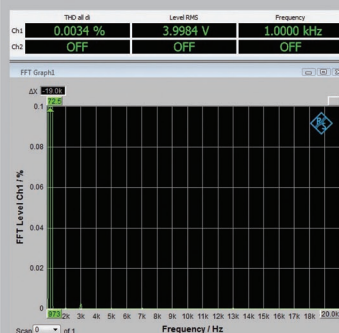 THD all di Level RMS Frequency
Ch1 0.0034 % 3.9984 V 1.0000 kHz
Ch2 OFF OFF OFF
FFT Graph1
ΔX -19.0k
72.5
0.1
0.08
0.06
0.04
0.02
0
FFT Level Ch1 / %
973 2k 3k 4k 5k 6k 7k 8k 9k 10k 11k 12k 13k 14k 15k 16k 17k 18k 20.0k
Scan 0 of 1 Frequency / Hz